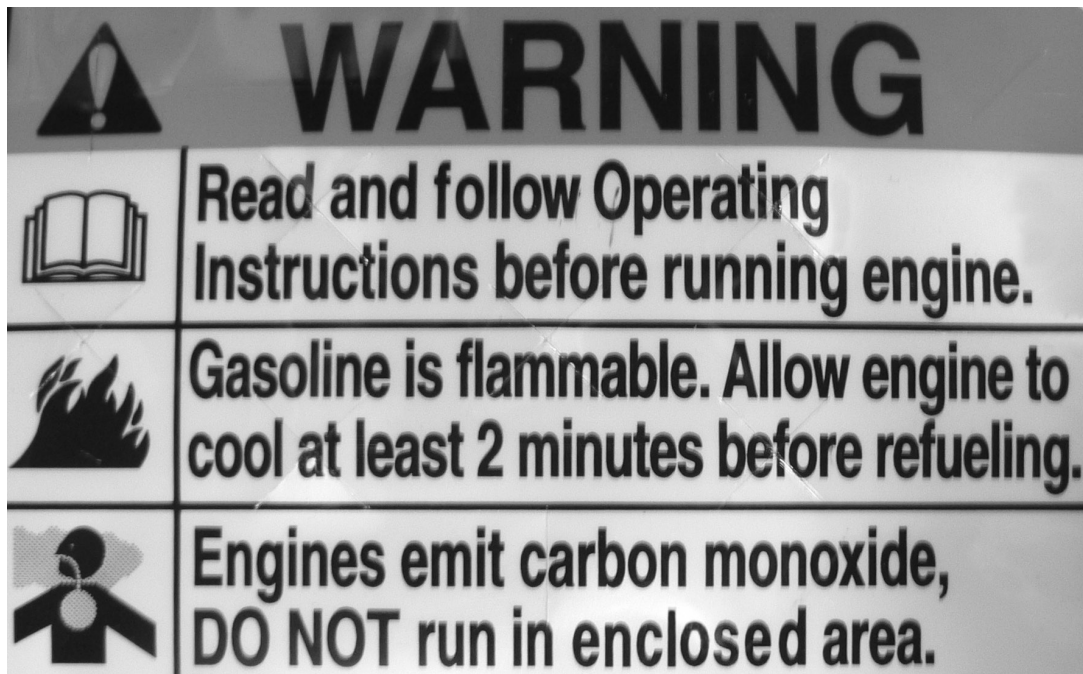 WARNING
Read and follow Operating
Instructions before running engine.
Gasoline is flammable. Allow engine to
cool at least 2 minutes before refueling.
Engines emit carbon monoxide,
DO NOT run in enclosed area.